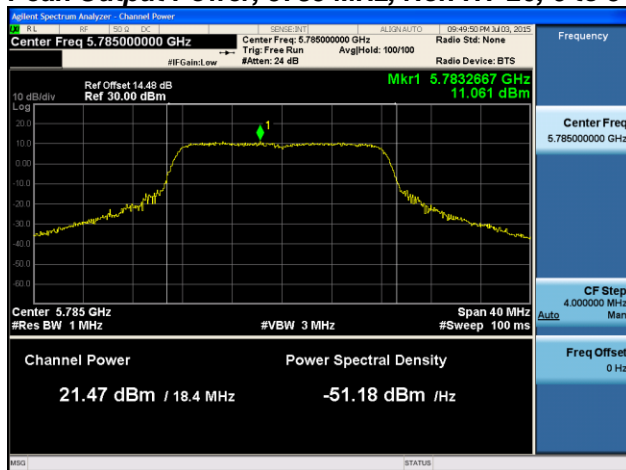 Peak Output Power, 5785 MHz, Non HT-20, 6 to 5
Agilent Spectrum Analyzer - Channel Power
RL RF 50 Ω DC SENSE:INT ALIGN AUTO 09:49:50 PM Jul 03, 2015
Center Freq 5.785000000 GHz Center Freq: 5.785000000 GHz Radio Std: None
Trig: Free Run Avg|Hold: 100/100
#IFGain:Low #Atten: 24 dB Radio Device: BTS
Frequency
Mkr1 5.7832667 GHz
11.061 dBm
Ref Offset 14.48 dB
10 dB/div Ref 30.00 dBm
Log
20.0
10.0
0.00
-10.0
-20.0
-30.0
-40.0
-50.0
-60.0
1
Center Freq
5.785000000 GHz
Center 5.785 GHz Span 40 MHz
#Res BW 1 MHz #VBW 3 MHz #Sweep 100 ms
CF Step
4.000000 MHz
Auto Man
Channel Power Power Spectral Density
21.47 dBm / 18.4 MHz -51.18 dBm /Hz
Freq Offset
0 Hz
MSG STATUS